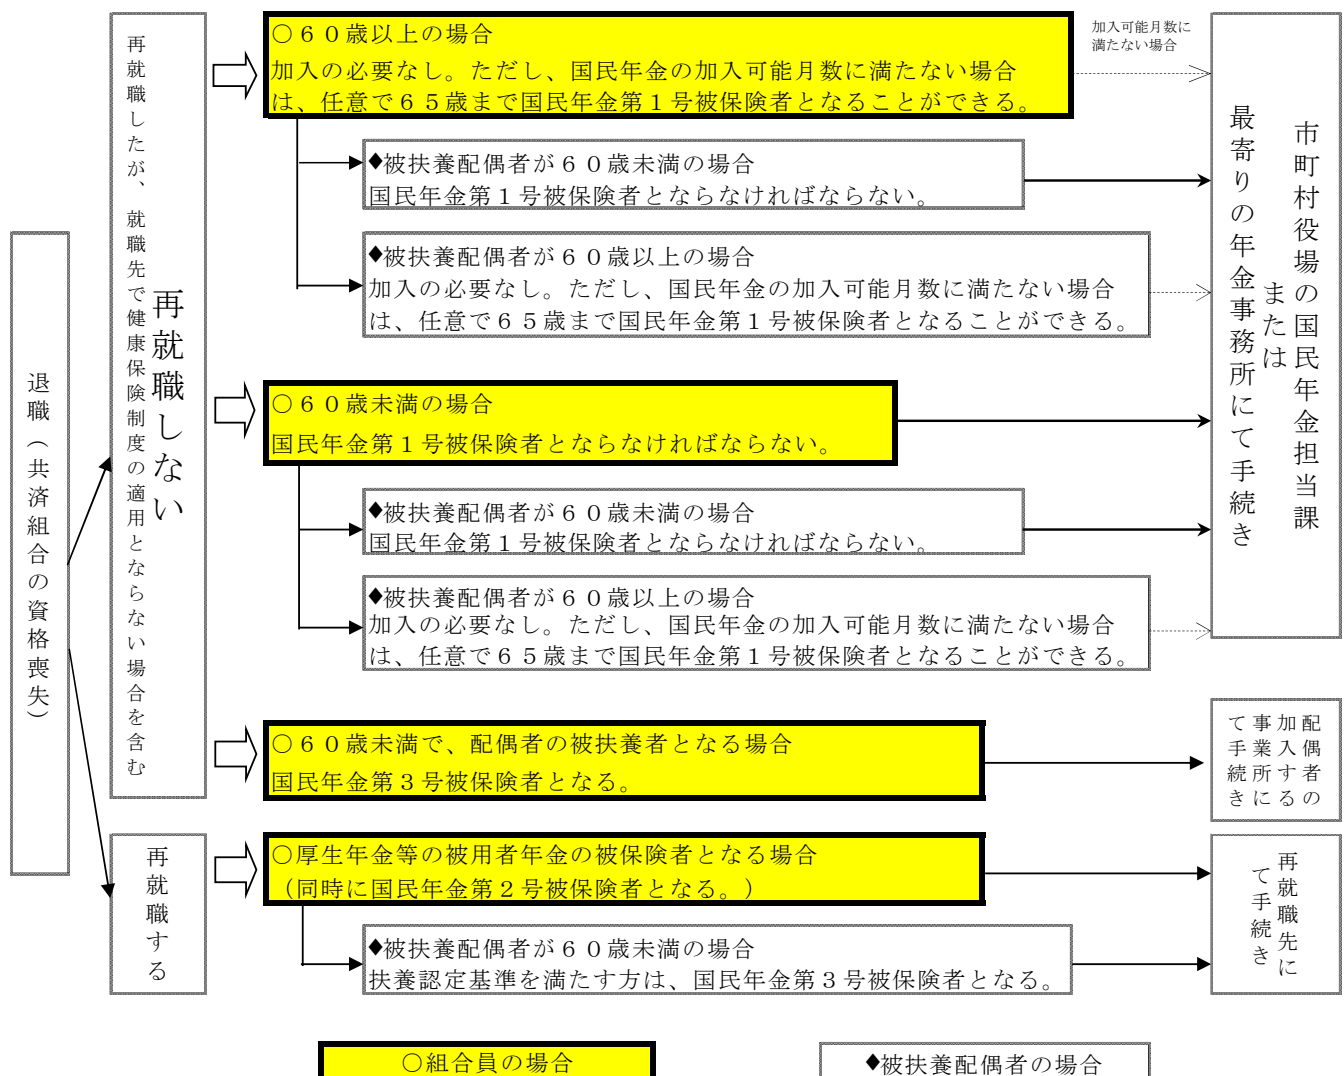 退職（共済組合の資格喪失）
再就職しない
再就職したが、就職先で健康保険制度の適用とならない場合を含む
○６０歳以上の場合
加入の必要なし。ただし、国民年金の加入可能月数に満たない場合
は、任意で６５歳まで国民年金第１号被保険者となることができる。
加入可能月数に
満たない場合
◆被扶養配偶者が６０歳未満の場合
国民年金第１号被保険者とならなければならない。
◆被扶養配偶者が６０歳以上の場合
加入の必要なし。ただし、国民年金の加入可能月数に満たない場合
は、任意で６５歳まで国民年金第１号被保険者となることができる。
○６０歳未満の場合
国民年金第１号被保険者とならなければならない。
◆被扶養配偶者が６０歳未満の場合
国民年金第１号被保険者とならなければならない。
◆被扶養配偶者が６０歳以上の場合
加入の必要なし。ただし、国民年金の加入可能月数に満たない場合
は、任意で６５歳まで国民年金第１号被保険者となることができる。
市町村役場の国民年金担当課
または
最寄りの年金事務所にて手続き
○６０歳未満で、配偶者の被扶養者となる場合
国民年金第３号被保険者となる。
配偶者の
加入する
事業所に
て手続き
再就職する
○厚生年金等の被用者年金の被保険者となる場合
（同時に国民年金第２号被保険者となる。）
◆被扶養配偶者が６０歳未満の場合
扶養認定基準を満たす方は、国民年金第３号被保険者となる。
再就職先に
て手続き
○組合員の場合
◆被扶養配偶者の場合